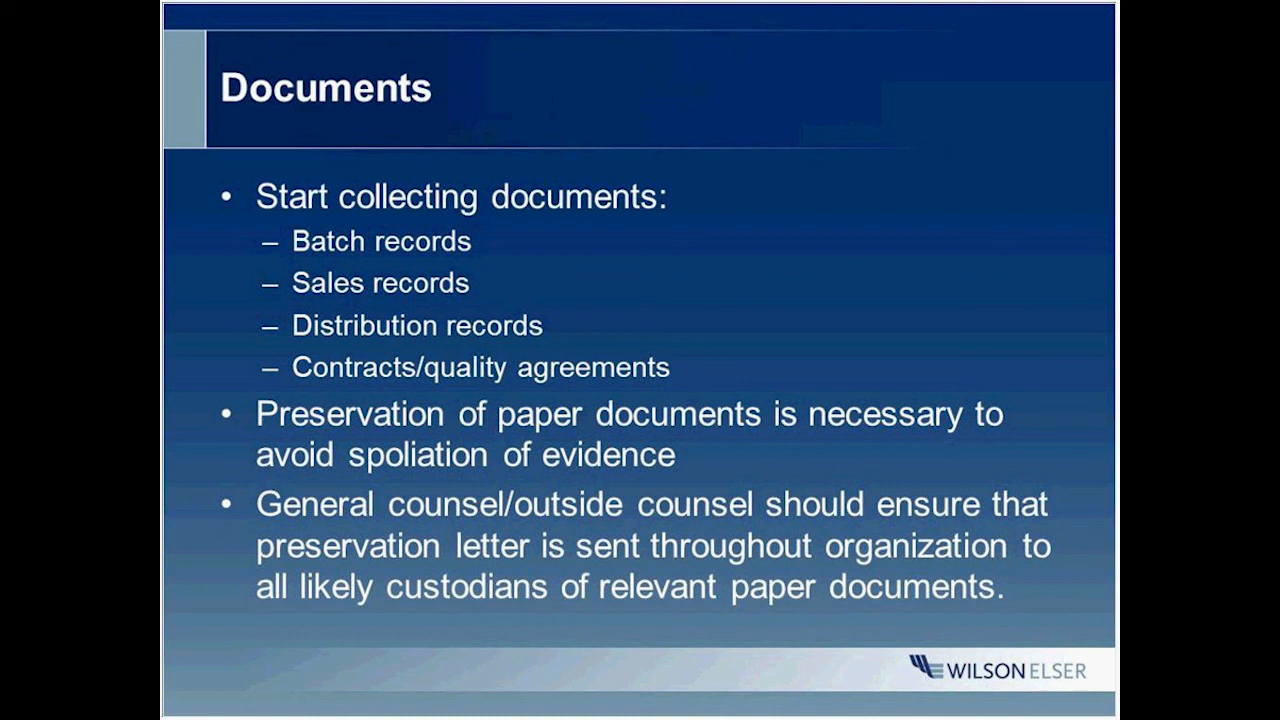 Documents
• Start collecting documents:
– Batch records
– Sales records
– Distribution records
– Contracts/quality agreements
• Preservation of paper documents is necessary to
avoid spoliation of evidence
• General counsel/outside counsel should ensure that
preservation letter is sent throughout organization to
all likely custodians of relevant paper documents.
WILSON ELSER